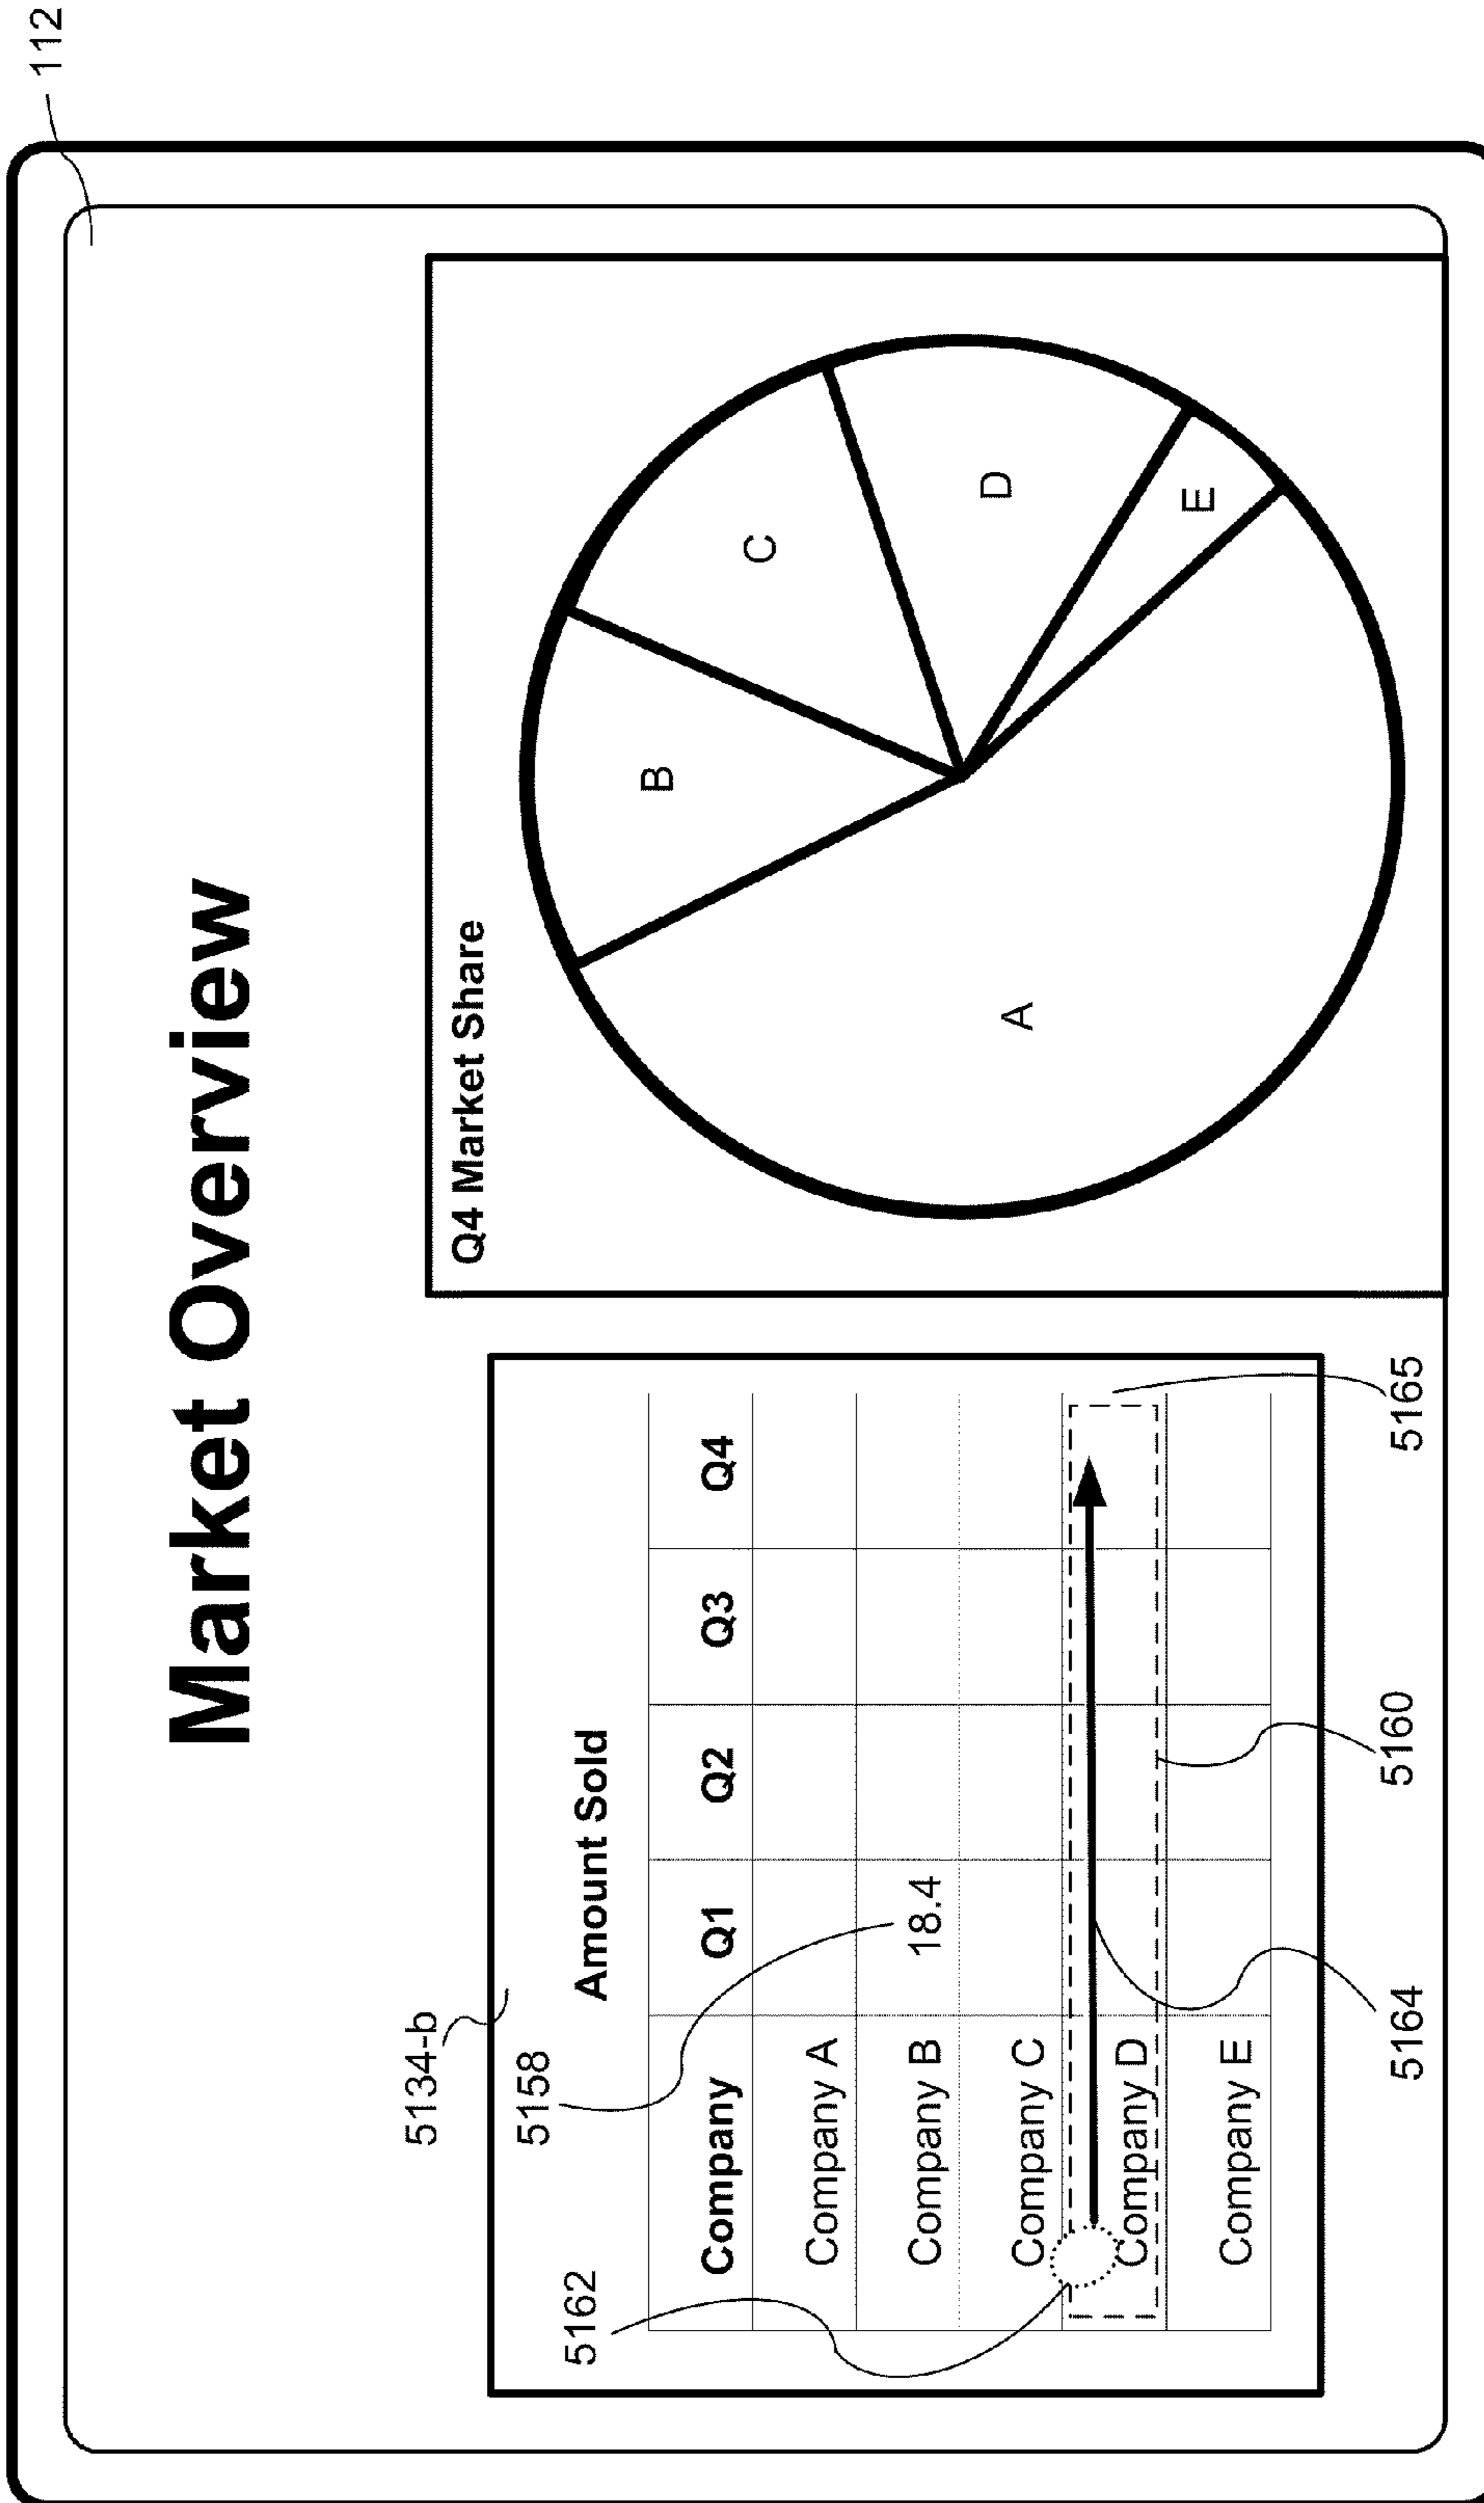 112
Market Overview
5134-b
5158
5162
Amount Sold
Company Q1 Q2 Q3 Q4
Company A
Company B 18.4
Company C
Company D
Company E
5164
5160
5165
Q4 Market Share
A
B
C
D
E